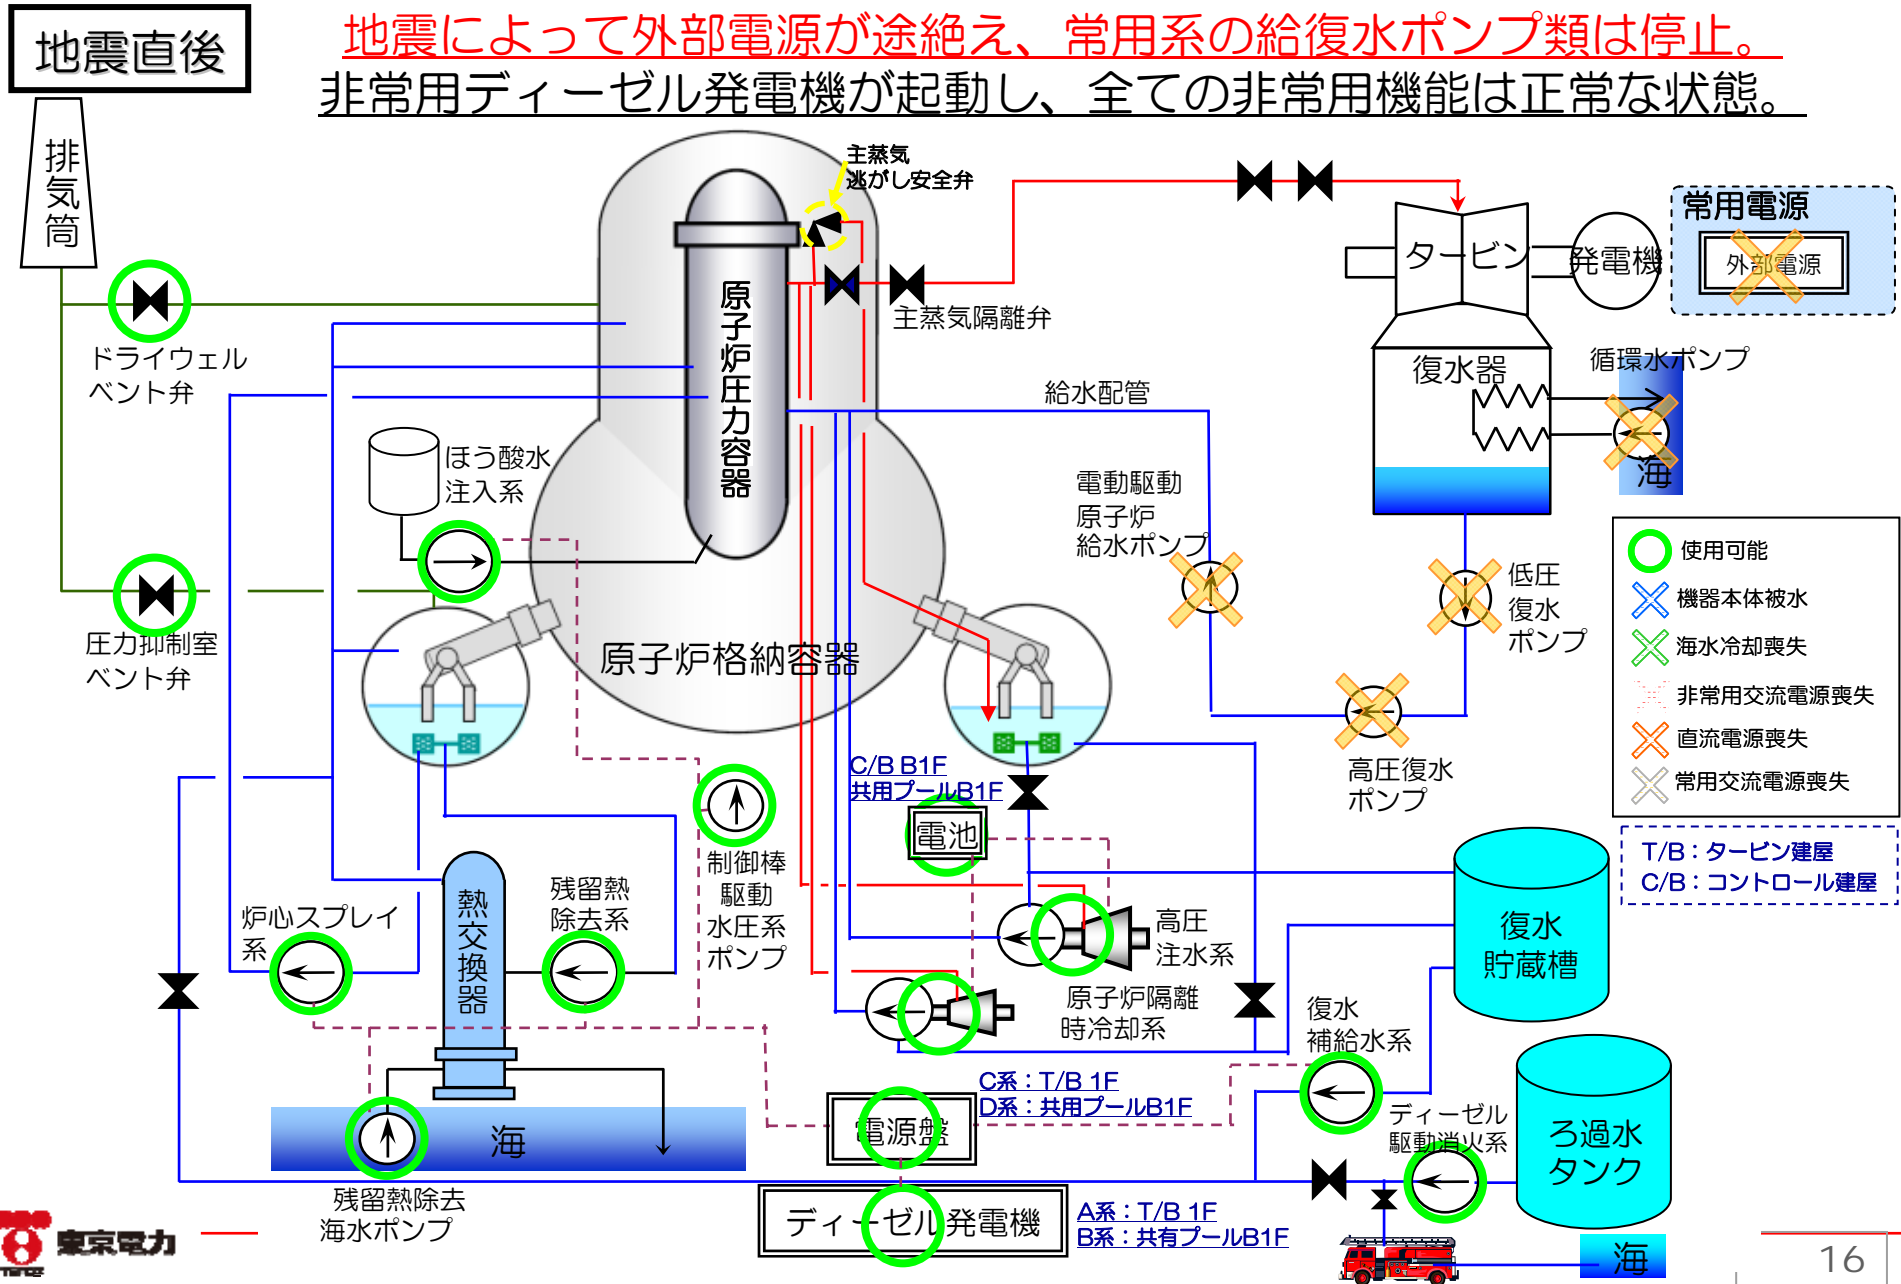 地震直後
地震によって外部電源が途絶え、常用系の給復水ポンプ類は停止。
非常用ディーゼル発電機が起動し、全ての非常用機能は正常な状態。
排気筒
主蒸気
逃がし安全弁
常用電源
外部電源
タービン
発電機
ドライウェル
ベント弁
主蒸気隔離弁
原子炉圧力容器
復水器
循環水ポンプ
海
給水配管
ほう酸水
注入系
電動駆動
原子炉
給水ポンプ
低圧
復水
ポンプ
使用可能
機器本体被水
海水冷却喪失
非常用交流電源喪失
直流電源喪失
常用交流電源喪失
圧力抑制室
ベント弁
原子炉格納容器
高圧復水
ポンプ
C/B B1F
共用プールB1F
電池
T/B：タービン建屋
C/B：コントロール建屋
制御棒
駆動
水圧系
ポンプ
残留熱
除去系
熱交換器
炉心スプレイ
系
高圧
注水系
復水
貯蔵槽
原子炉隔離
時冷却系
復水
補給水系
C系：T/B 1F
D系：共用プールB1F
電源盤
海
ディーゼル
駆動消火系
ろ過水
タンク
残留熱除去
海水ポンプ
ディーゼル発電機
A系：T/B 1F
B系：共有プールB1F
海
東京電力
TEPCO
16